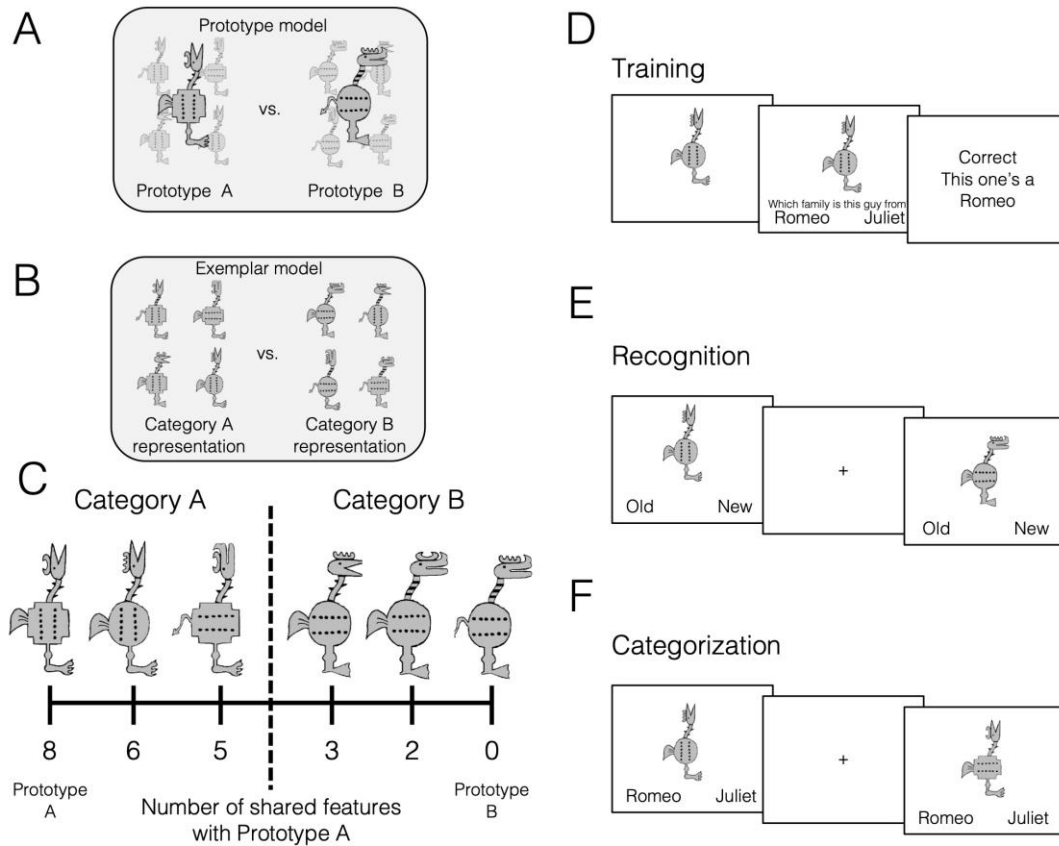 A
Prototype model
vs.
Prototype A
Prototype B
B
Exemplar model
vs.
Category A
representation
Category B
representation
C
Category A
Category B
8
6
5
3
2
0
Prototype
A
Number of shared features
with Prototype A
Prototype
B
D
Training
Which family is this guy from
Romeo
Juliet
Correct
This one's a
Romeo
E
Recognition
Old
New
+
Old
New
F
Categorization
Romeo
Juliet
+
Romeo
Juliet